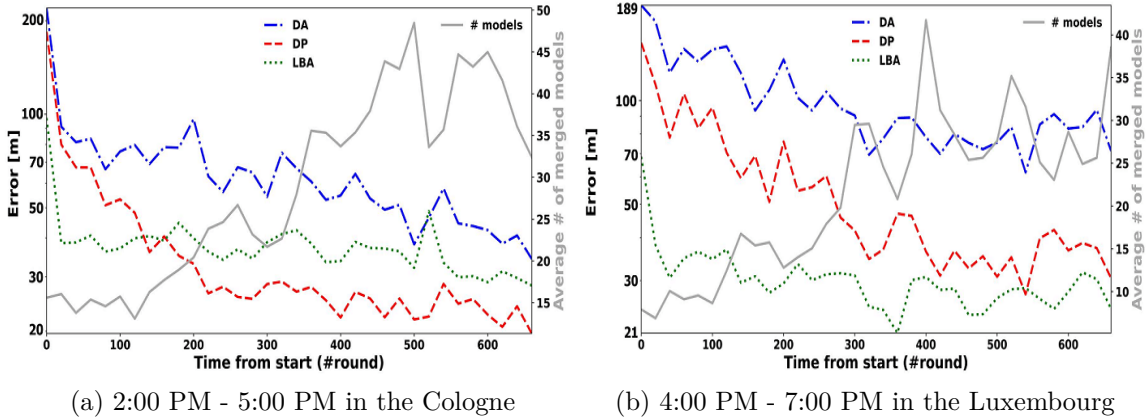 200
100
70
50
30
20
Error [m]
DA
DP
LBA
# models
50
45
40
35
30
25
20
15
Average # of merged models
0 100 200 300 400 500 600
Time from start (#round)
(a) 2:00 PM - 5:00 PM in the Cologne
189
100
70
50
30
21
Error [m]
DA
DP
LBA
# models
40
35
30
25
20
15
10
Average # of merged models
0 100 200 300 400 500 600
Time from start (#round)
(b) 4:00 PM - 7:00 PM in the Luxembourg